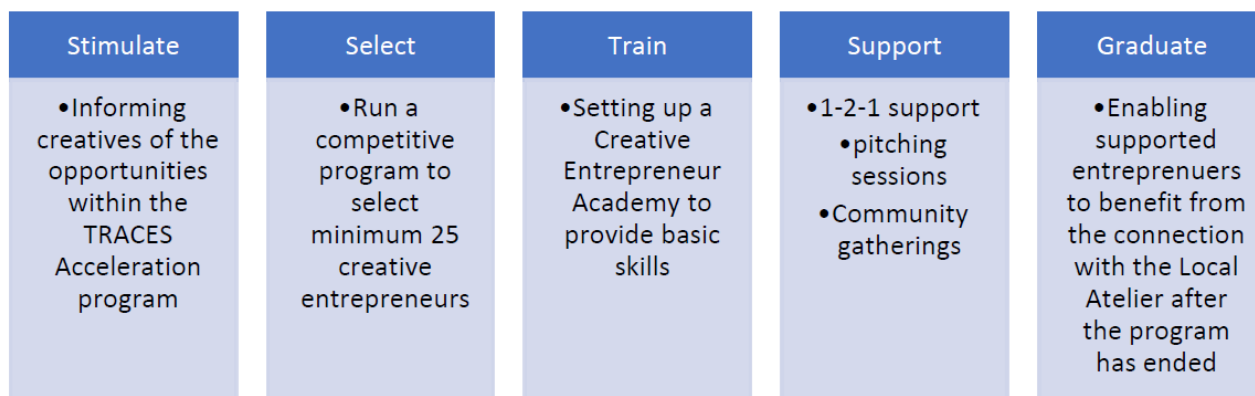 Stimulate
•Informing
creatives of the
opportunities
within the
TRACES
Acceleration
program
Select
•Run a
competitive
program to
select
minimum 25
creative
entrepreneurs
Train
•Setting up a
Creative
Entrepreneur
Academy to
provide basic
skills
Support
•1-2-1 support
•pitching
sessions
•Community
gatherings
Graduate
•Enabling
supported
entreprenuers
to benefit from
the connection
with the Local
Atelier after
the program
has ended